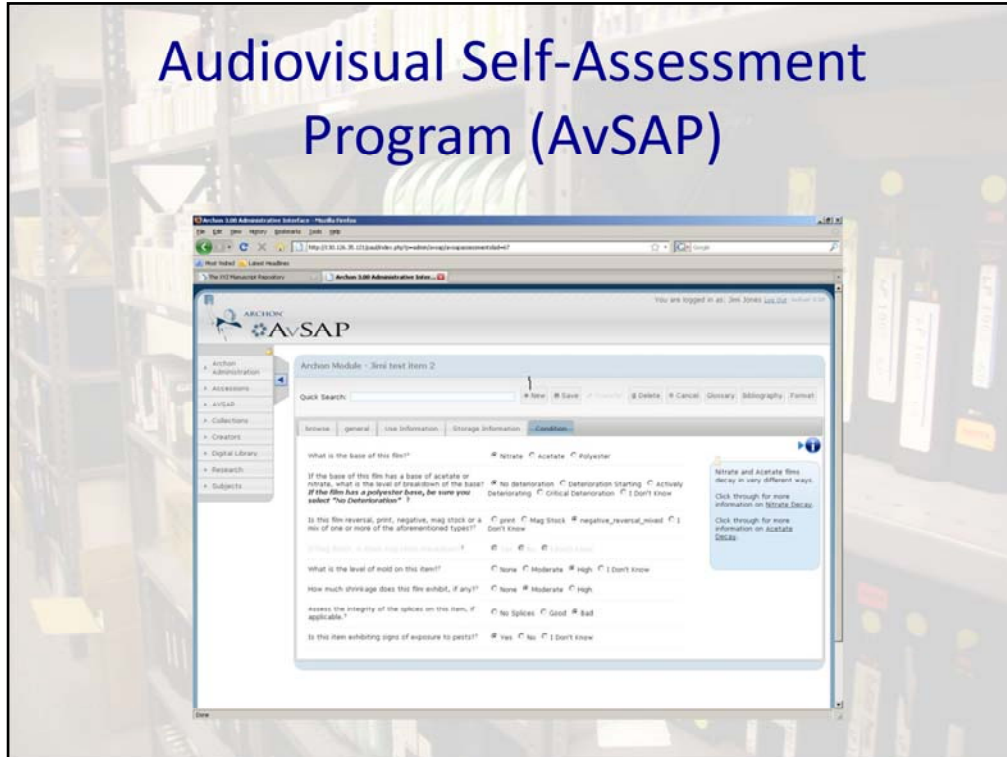 Audiovisual Self-Assessment
Program (AvSAP)
Archon 3.00 Administrative Interface - Mozilla Firefox
File Edit View History Bookmarks Tools Help
Google
Most Visited Latest Headlines
The XYZ Manuscript Repository Archon 3.00 Administrative Inter...
You are logged in as: Jimi Jones Log Out
ARCHON
AvSAP
Archon Administration
Accessions
AVSAP
Collections
Creators
Digital Library
Research
Subjects
Archon Module - Jimi test item 2
Quick Search: New Save Delete Cancel Glossary Bibliography Format
browse general Use Information Storage Information Condition
What is the base of this film? Nitrate Acetate Polyester
If the base of this film has a base of acetate or
nitrate, what is the level of breakdown of the base?
If the film has a polyester base, be sure you
select "No Deterioration" ?
No deterioration Deterioration Starting Actively
Deteriorating Critical Deterioration I Don't Know
Is this film reversal, print, negative, mag stock or a
mix of one or more of the aforementioned types?
print Mag Stock negative_reversal_mixed I
Don't Know
What is the level of mold on this item? None Moderate High I Don't Know
How much shrinkage does this film exhibit, if any? None Moderate High
Assess the integrity of the splices on this item, if
applicable.
No Splices Good Bad
Is this item exhibiting signs of exposure to pests? Yes No I Don't Know
Nitrate and Acetate films
decay in very different ways.
Click through for more
information on Nitrate Decay.
Click through for more
information on Acetate
Decay.
Done